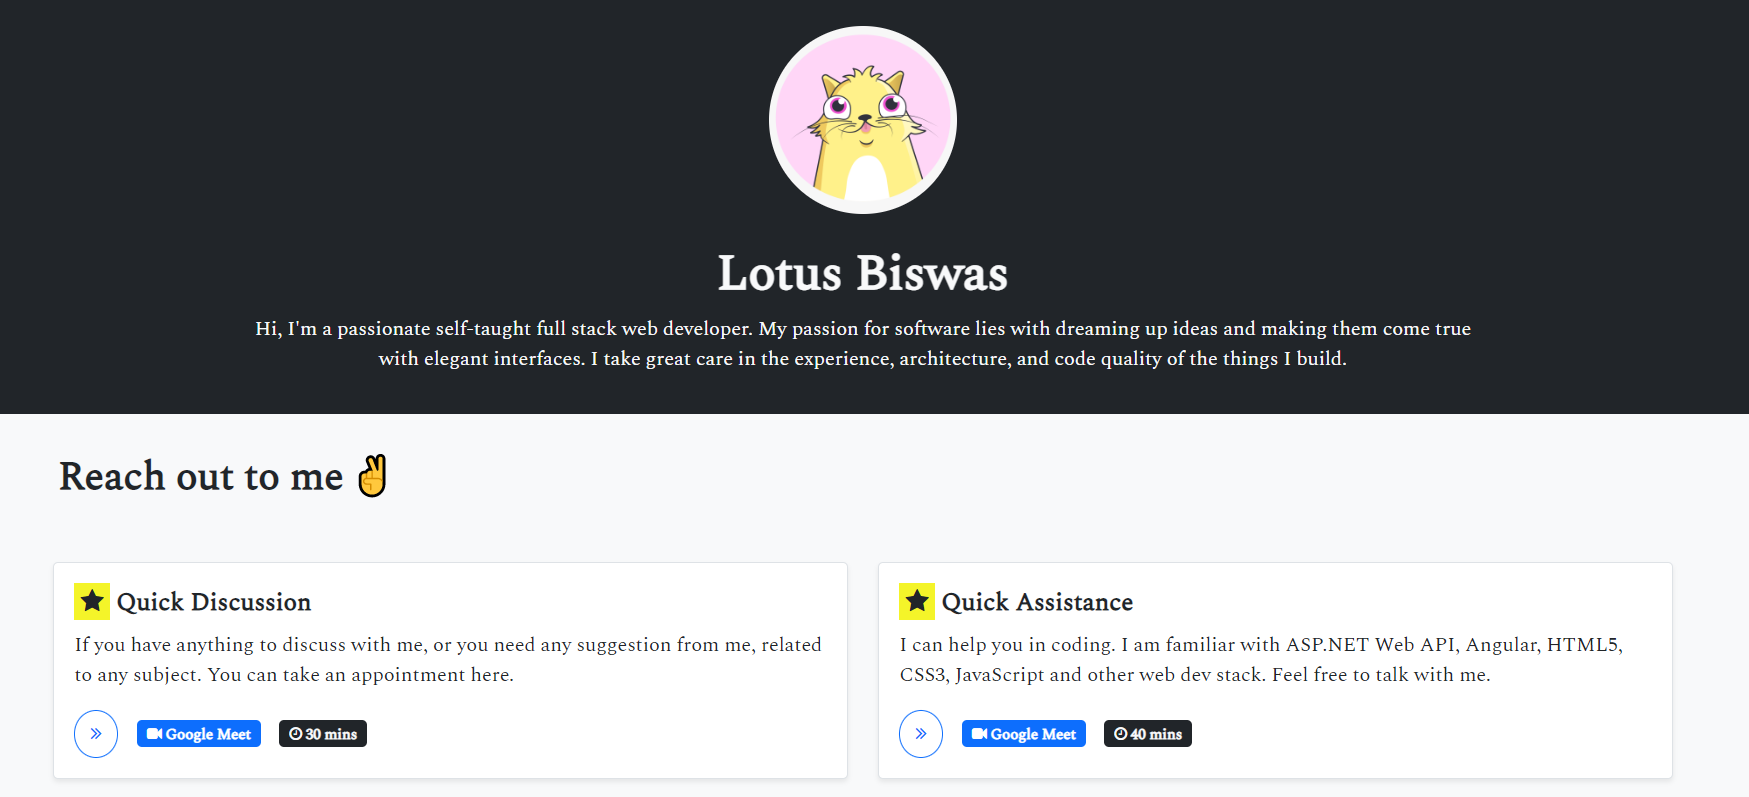 Lotus Biswas
Hi, I'm a passionate self-taught full stack web developer. My passion for software lies with dreaming up ideas and making them come true
with elegant interfaces. I take great care in the experience, architecture, and code quality of the things I build.
Reach out to me ✌
Quick Discussion
If you have anything to discuss with me, or you need any suggestion from me, related
to any subject. You can take an appointment here.
Google Meet
30 mins
Quick Assistance
I can help you in coding. I am familiar with ASP.NET Web API, Angular, HTML5,
CSS3, JavaScript and other web dev stack. Feel free to talk with me.
Google Meet
40 mins